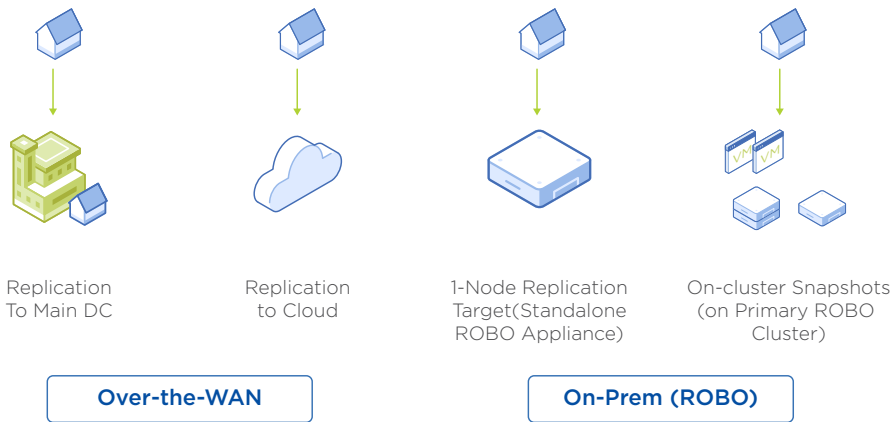 VM
VM
Replication
To Main DC
Replication
to Cloud
1-Node Replication
Target(Standalone
ROBO Appliance)
On-cluster Snapshots
(on Primary ROBO
Cluster)
Over-the-WAN
On-Prem (ROBO)